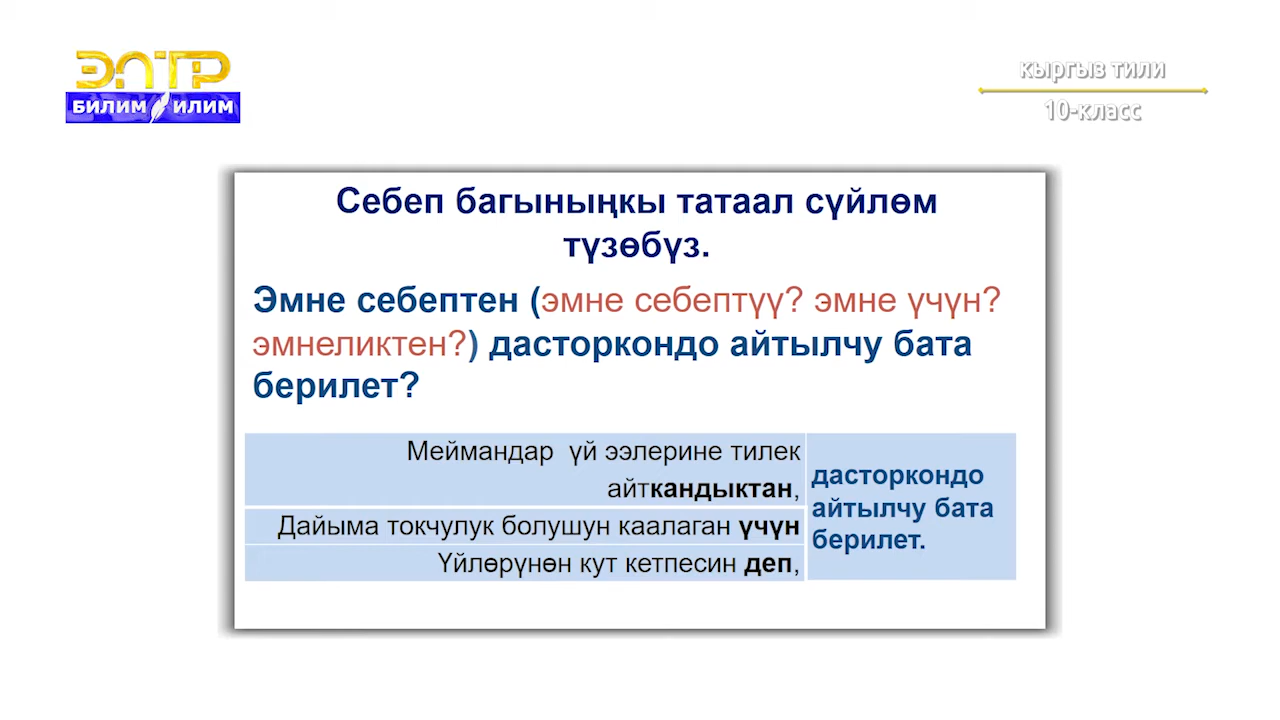 ЭЛТР
БИЛИМ ИЛИМ
кыргыз тили
10-класс
Себеп багыныңкы татаал сүйлөм
түзөбүз.
Эмне себептен (эмне себептүү? эмне үчүн?
эмнеликтен?) дасторкондо айтылчу бата
берилет?
Меймандар үй ээлерине тилек
айткандыктан,
Дайыма токчулук болушун каалаган үчүн
Үйлөрүнөн кут кетпесин деп,
дасторкондо
айтылчу бата
берилет.